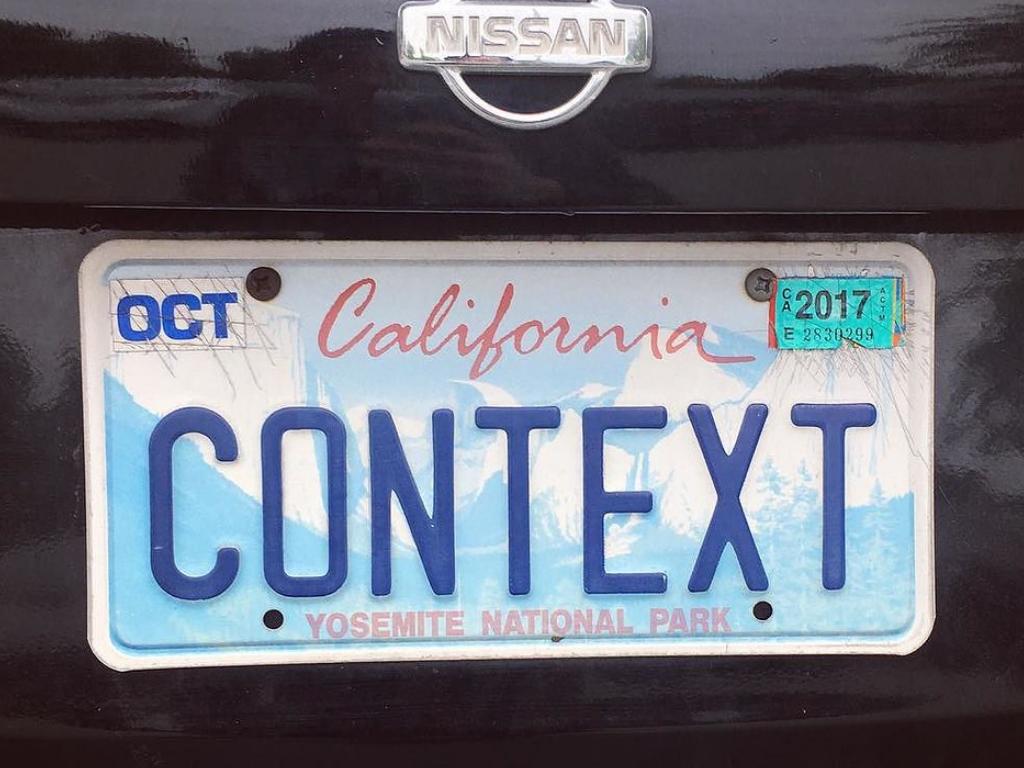 NISSAN
OCT
California
CA 2017
E 2830299
CONTEXT
YOSEMITE NATIONAL PARK